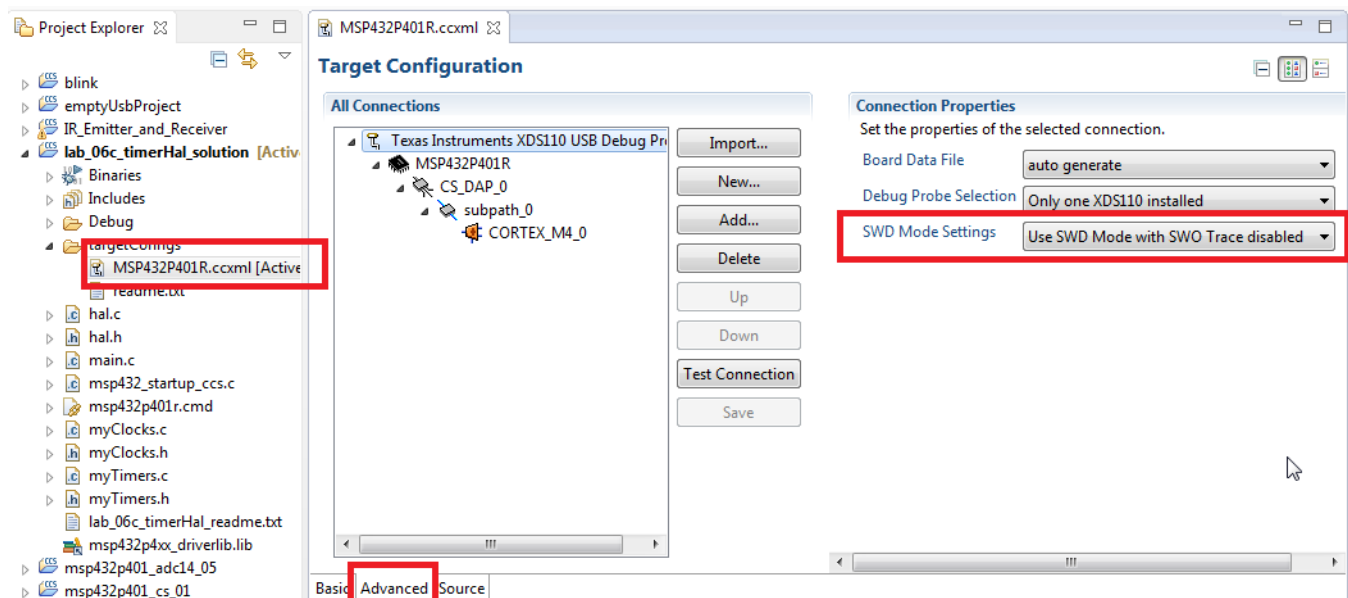 Project Explorer
blink
emptyUsbProject
IR_Emitter_and_Receiver
lab_06c_timerHal_solution [Activ
Binaries
Includes
Debug
targetConfigs
MSP432P401R.ccxml [Active
readme.txt
hal.c
hal.h
main.c
msp432_startup_ccs.c
msp432p401r.cmd
myClocks.c
myClocks.h
myTimers.c
myTimers.h
lab_06c_timerHal_readme.txt
msp432p4xx_driverlib.lib
msp432p401_adc14_05
msp432p401_cs_01
MSP432P401R.ccxml
Target Configuration
All Connections
Texas Instruments XDS110 USB Debug Pr
MSP432P401R
CS_DAP_0
subpath_0
CORTEX_M4_0
Import...
New...
Add...
Delete
Up
Down
Test Connection
Save
Connection Properties
Set the properties of the selected connection.
Board Data File auto generate
Debug Probe Selection Only one XDS110 installed
SWD Mode Settings Use SWD Mode with SWO Trace disabled
Basic Advanced Source